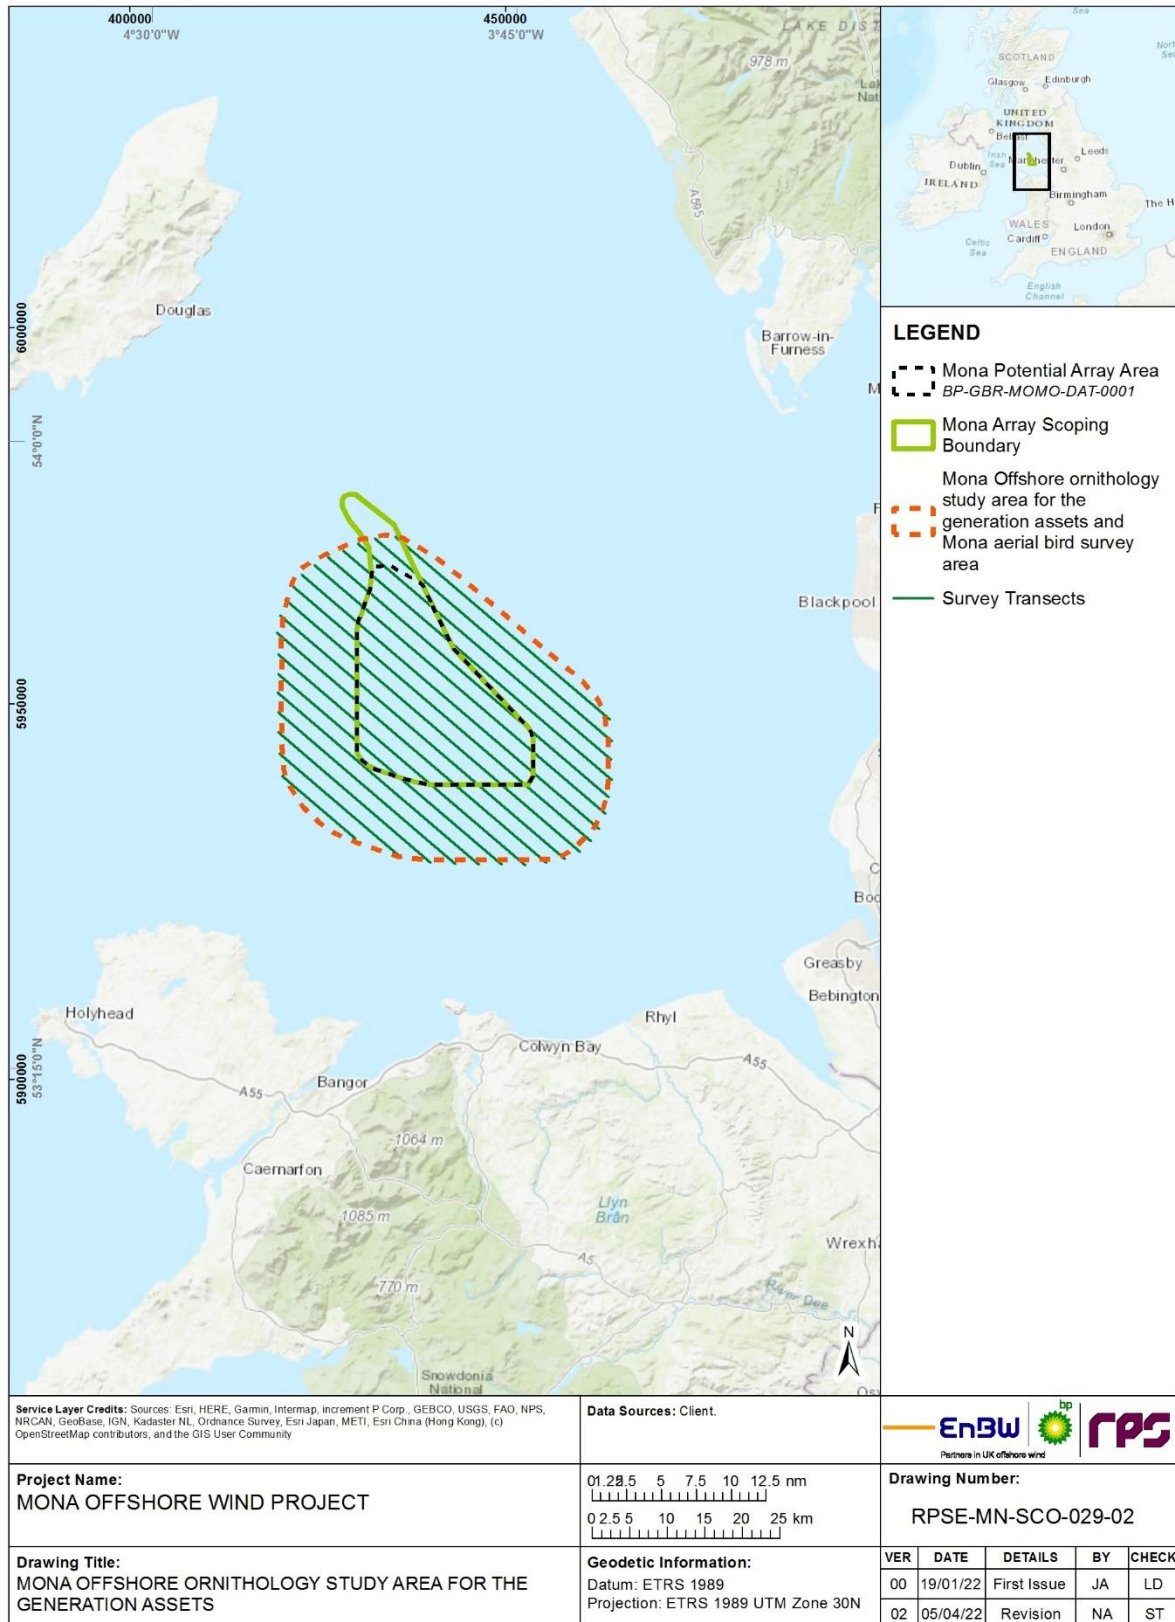 400000
4°30'0"W
450000
3°45'0"W
LAKE DIST
978 m
Lak
Nat
A595
Douglas
Barrow-in-
Furness
M
6000000
54°0'0"N
F
Blackpool
5950000
C
Boo
Greasby
Bebington
Holyhead
Rhyl
Colwyn Bay
A55
Bangor
A55
5900000
53°15'0"N
1064 m
Caernarfon
1085 m
Llyn
Brân
Wrexha
A5
770 m
River Dee
N
Snowdonia
National
Osw
Sea
North
Sea
SCOTLAND
Glasgow
Edinburgh
UNITED
KINGDOM
Belfast
Irish
Sea
Manchester
Leeds
Dublin
IRELAND
Birmingham
The H
WALES
Cardiff
London
Celtic
Sea
ENGLAND
English
Channel
LEGEND
Mona Potential Array Area
BP-GBR-MOMO-DAT-0001
Mona Array Scoping
Boundary
Mona Offshore ornithology
study area for the
generation assets and
Mona aerial bird survey
area
Survey Transects
Service Layer Credits: Sources: Esri, HERE, Garmin, Intermap, increment P Corp., GEBCO, USGS, FAO, NPS,
NRCAN, GeoBase, IGN, Kadaster NL, Ordnance Survey, Esri Japan, METI, Esri China (Hong Kong), (c)
OpenStreetMap contributors, and the GIS User Community
Data Sources: Client.
EnBW
bp
rps
Partners in UK offshore wind
Project Name:
MONA OFFSHORE WIND PROJECT
0 1.25 2.5 5 7.5 10 12.5 nm
0 2.5 5 10 15 20 25 km
Drawing Number:
RPSE-MN-SCO-029-02
Drawing Title:
MONA OFFSHORE ORNITHOLOGY STUDY AREA FOR THE
GENERATION ASSETS
Geodetic Information:
Datum: ETRS 1989
Projection: ETRS 1989 UTM Zone 30N
VER DATE DETAILS BY CHECK
00 19/01/22 First Issue JA LD
02 05/04/22 Revision NA ST